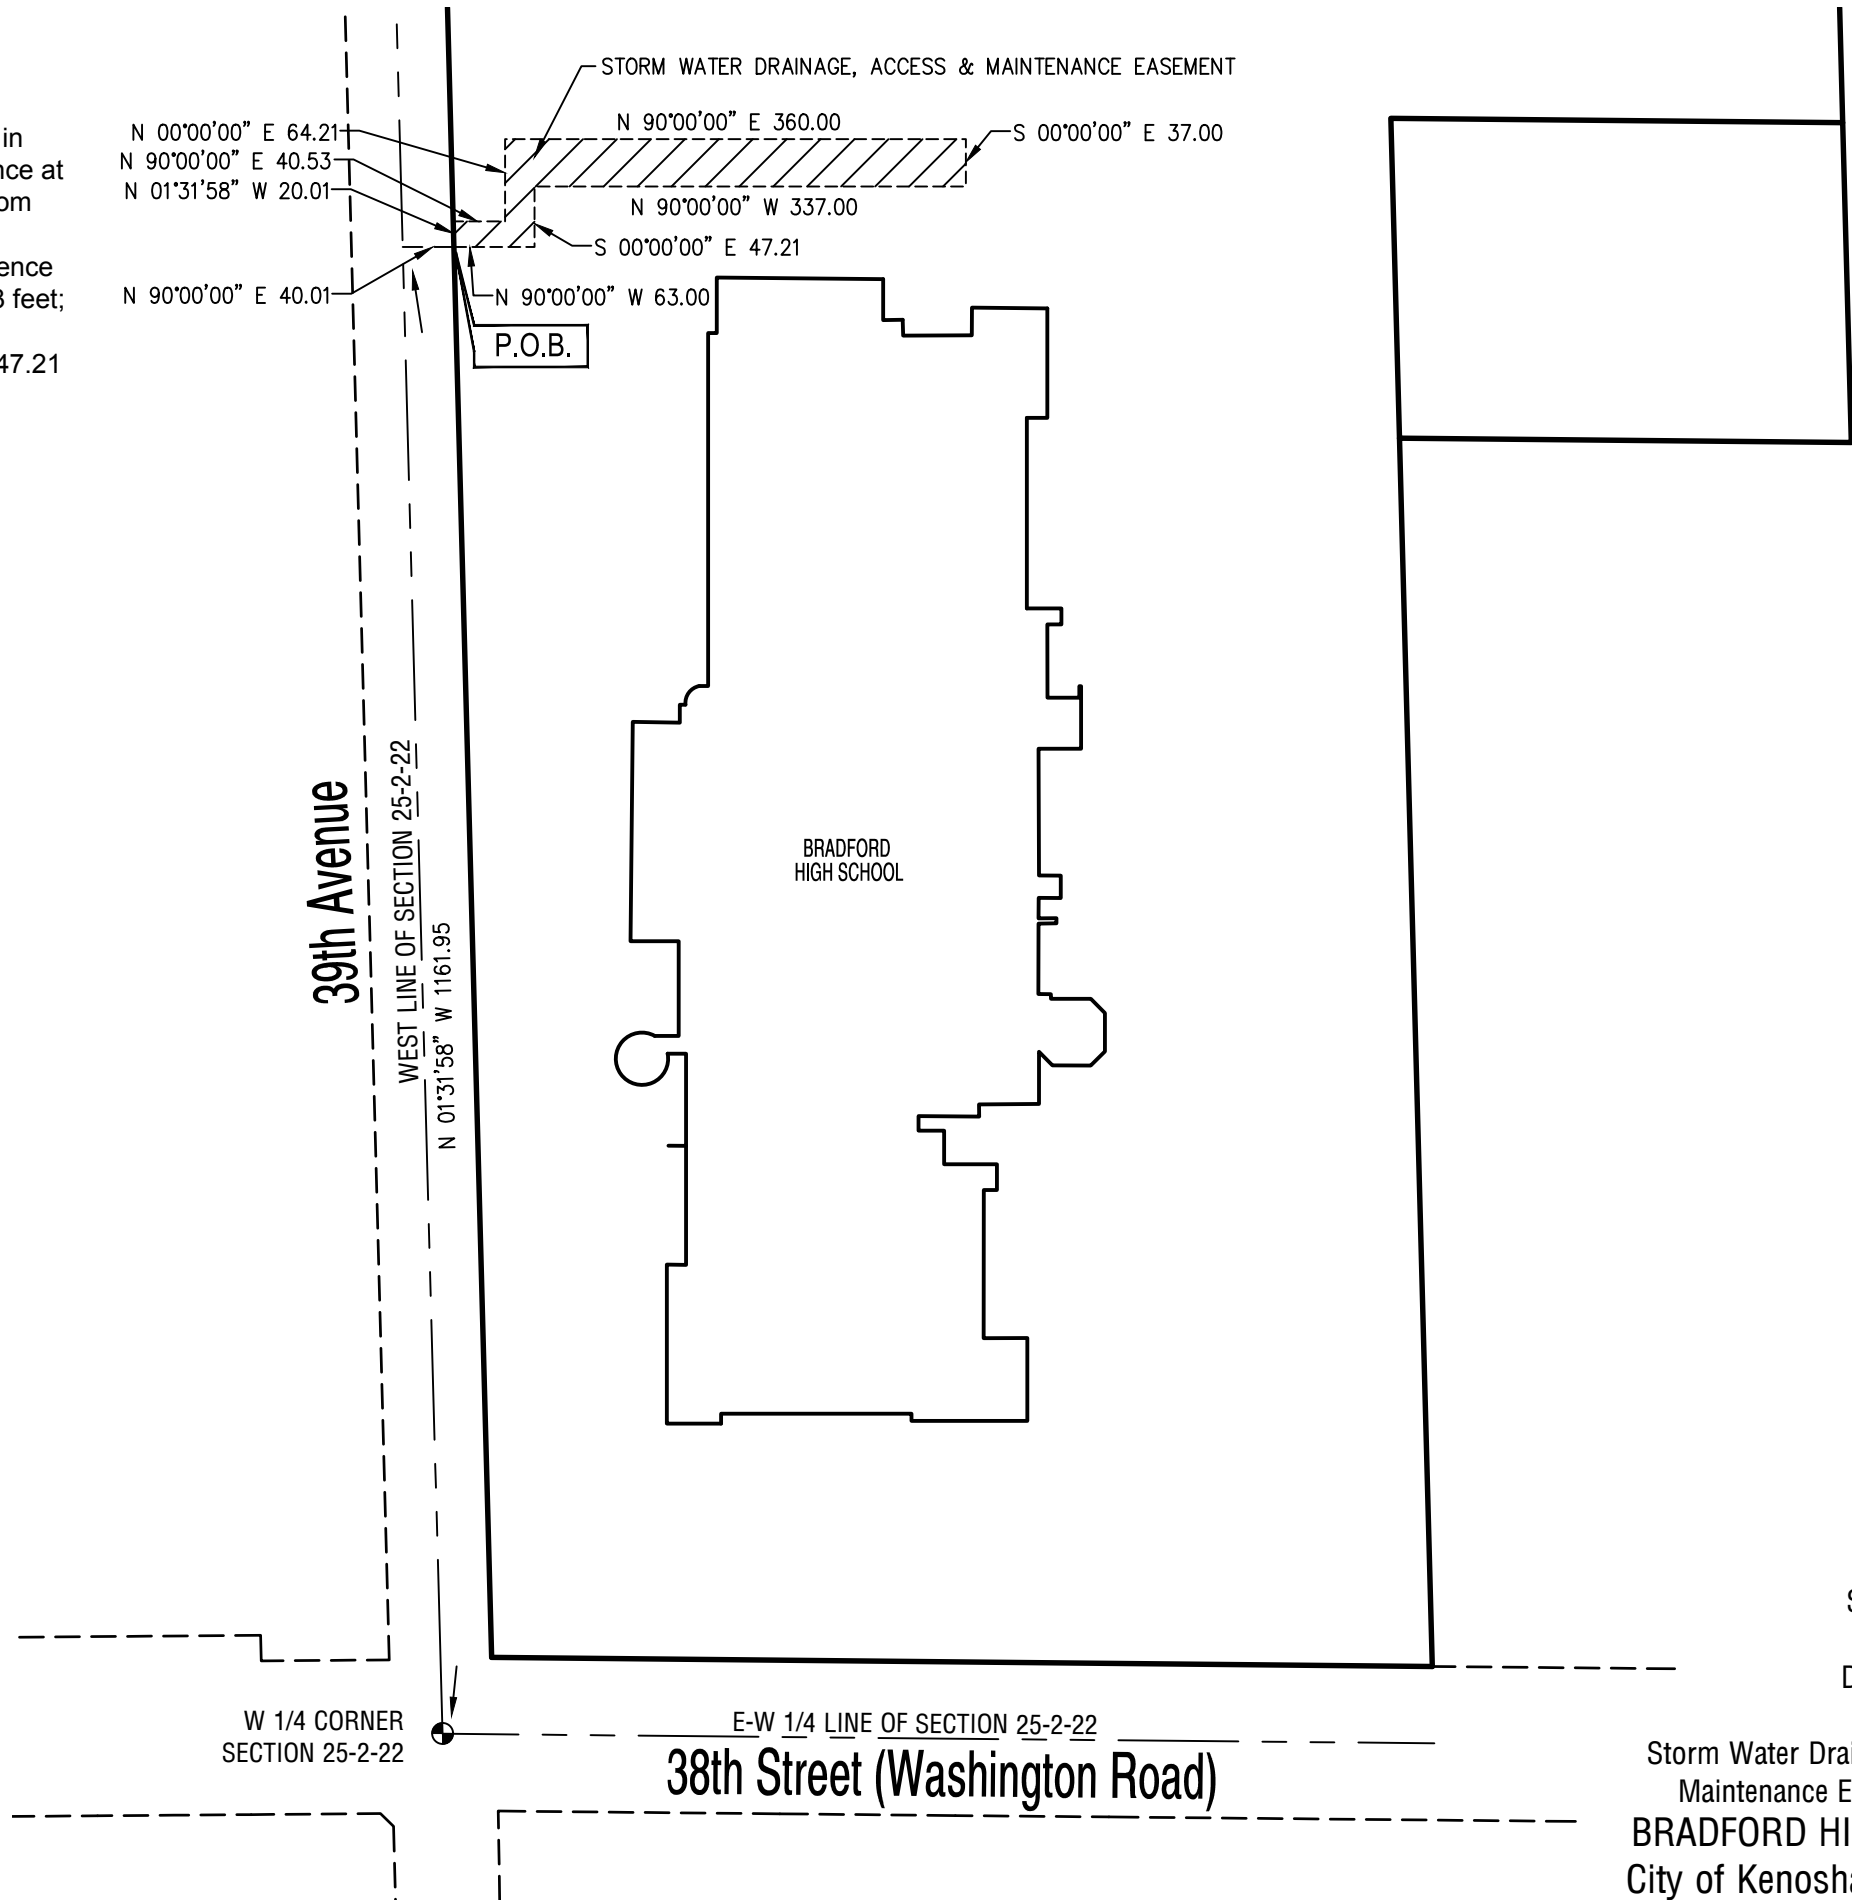 in
nce at
om
ence
3 feet;
47.21
STORM WATER DRAINAGE, ACCESS & MAINTENANCE EASEMENT
N 00°00'00" E 64.21
N 90°00'00" E 360.00
S 00°00'00" E 37.00
N 90°00'00" E 40.53
N 01°31'58" W 20.01
N 90°00'00" W 337.00
S 00°00'00" E 47.21
N 90°00'00" E 40.01
N 90°00'00" W 63.00
P.O.B.
39th Avenue
WEST LINE OF SECTION 25-2-22
N 01°31'58" W 1161.95
BRADFORD
HIGH SCHOOL
W 1/4 CORNER
SECTION 25-2-22
E-W 1/4 LINE OF SECTION 25-2-22
38th Street (Washington Road)
S
D
Storm Water Drai
Maintenance E
BRADFORD HI
City of Kenosha